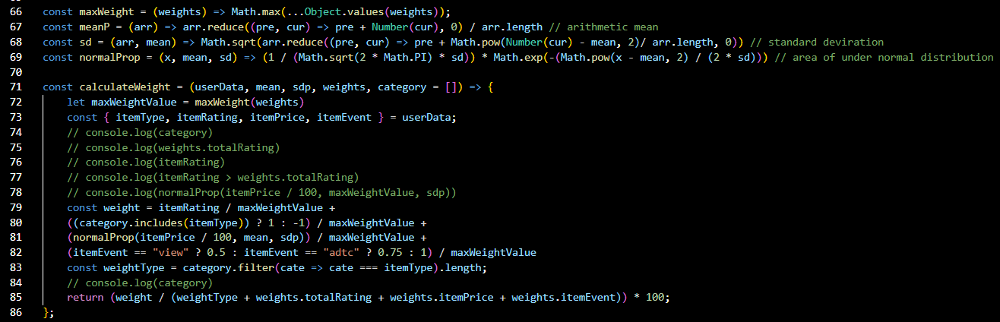 66 const maxWeight = (weights) => Math.max(...Object.values(weights));
67 const meanP = (arr) => arr.reduce((pre, cur) => pre + Number(cur), 0) / arr.length // arithmetic mean
68 const sd = (arr, mean) => Math.sqrt(arr.reduce((pre, cur) => pre + Math.pow(Number(cur) - mean, 2)/ arr.length, 0)) // standard deviration
69 const normalProp = (x, mean, sd) => (1 / (Math.sqrt(2 * Math.PI) * sd)) * Math.exp(-(Math.pow(x - mean, 2) / (2 * sd))) // area of under normal distribution
70
71 const calculateWeight = (userData, mean, sdp, weights, category = []) => {
72 let maxWeightValue = maxWeight(weights)
73 const { itemType, itemRating, itemPrice, itemEvent } = userData;
74 // console.log(category)
75 // console.log(weights.totalRating)
76 // console.log(itemRating)
77 // console.log(itemRating > weights.totalRating)
78 // console.log(normalProp(itemPrice / 100, maxWeightValue, sdp))
79 const weight = itemRating / maxWeightValue +
80 ((category.includes(itemType)) ? 1 : -1) / maxWeightValue +
81 (normalProp(itemPrice / 100, mean, sdp)) / maxWeightValue +
82 (itemEvent == "view" ? 0.5 : itemEvent == "adtc" ? 0.75 : 1) / maxWeightValue
83 const weightType = category.filter(cate => cate === itemType).length;
84 // console.log(category)
85 return (weight / (weightType + weights.totalRating + weights.itemPrice + weights.itemEvent)) * 100;
86 };